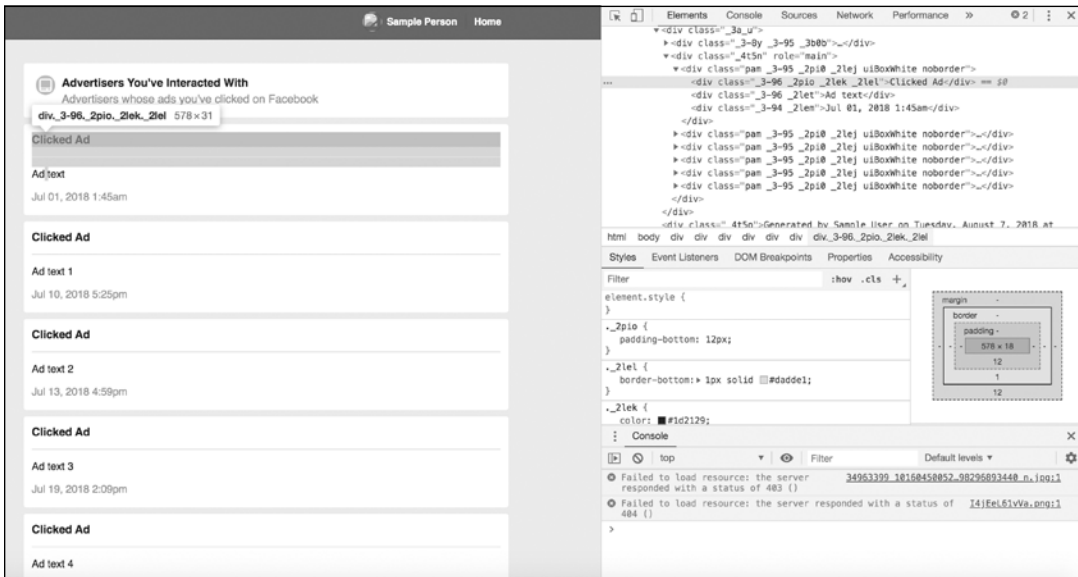 Sample Person Home
Advertisers You've Interacted With
Advertisers whose ads you've clicked on Facebook
div._3-96._2pio._2lek._2lel 578 × 31
Clicked Ad
Ad text
Jul 01, 2018 1:45am
Clicked Ad
Ad text 1
Jul 10, 2018 5:25pm
Clicked Ad
Ad text 2
Jul 13, 2018 4:59pm
Clicked Ad
Ad text 3
Jul 19, 2018 2:09pm
Clicked Ad
Ad text 4
Elements Console Sources Network Performance » 2
▼<div class="_3a_u">
▶<div class="_3-8y _3-95 _3b0b">…</div>
▼<div class="_4t5n" role="main">
▼<div class="pam _3-95 _2pi0 _2lej uiBoxWhite noborder">
... <div class="_3-96 _2pio _2lek _2lel">Clicked Ad</div> == $0
<div class="_3-96 _2let">Ad text</div>
<div class="_3-94 _2lem">Jul 01, 2018 1:45am</div>
</div>
▶<div class="pam _3-95 _2pi0 _2lej uiBoxWhite noborder">…</div>
▶<div class="pam _3-95 _2pi0 _2lej uiBoxWhite noborder">…</div>
▶<div class="pam _3-95 _2pi0 _2lej uiBoxWhite noborder">…</div>
▶<div class="pam _3-95 _2pi0 _2lej uiBoxWhite noborder">…</div>
▶<div class="pam _3-95 _2pi0 _2lej uiBoxWhite noborder">…</div>
</div>
</div>
<div class="_4t5n">Generated by Sample User on Tuesday, August 7, 2018 at
html body div div div div div div._3-96._2pio._2lek._2lel
Styles Event Listeners DOM Breakpoints Properties Accessibility
Filter :hov .cls +
element.style {
}
._2pio {
padding-bottom: 12px;
}
._2lel {
border-bottom:▶ 1px solid #dadde1;
}
._2lek {
color: #1d2129;
margin -
border -
padding -
578 × 18
12
1
12
Console
top ▼ Filter Default levels ▼
Failed to load resource: the server 34963399_10160450052…98296893440_n.jpg:1
responded with a status of 403 ()
Failed to load resource: the server responded with a status of I4jEeL61vVa.png:1
404 ()
>